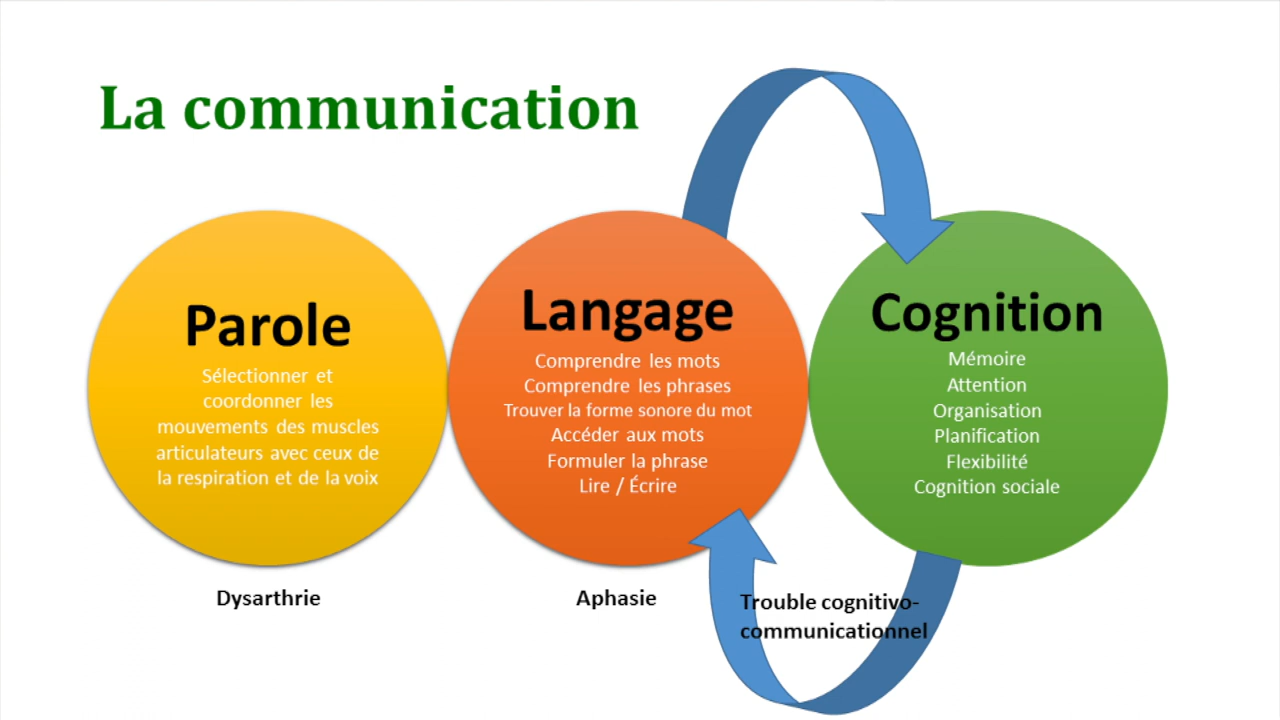 La communication
Parole
Sélectionner et
coordonner les
mouvements des muscles
articulateurs avec ceux de
la respiration et de la voix
Dysarthrie
Langage
Comprendre les mots
Comprendre les phrases
Trouver la forme sonore du mot
Accéder aux mots
Formuler la phrase
Lire / Écrire
Aphasie
Cognition
Mémoire
Attention
Organisation
Planification
Flexibilité
Cognition sociale
Trouble cognitivo-
communicationnel